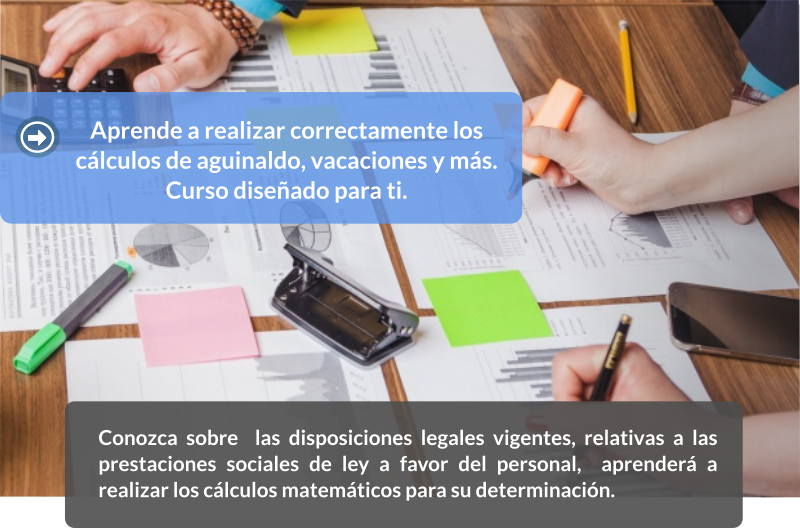 Aprende a realizar correctamente los
cálculos de aguinaldo, vacaciones y más.
Curso diseñado para ti.
Conozca sobre  las disposiciones legales vigentes, relativas a las
prestaciones sociales de ley a favor del personal,  aprenderá a
realizar los cálculos matemáticos para su determinación.